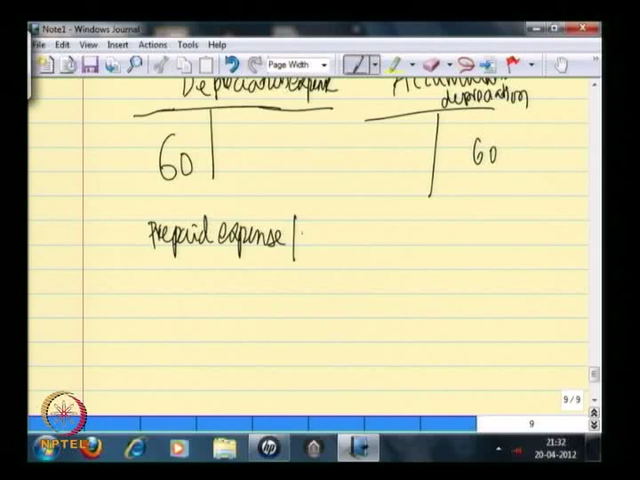 Note1 - Windows Journal
File Edit View Insert Actions Tools Help
Page Width
Depreciation expense
depreciation
60
60
Prepaid expense
9 / 9
9
NPTEL
21:32
20-04-2012